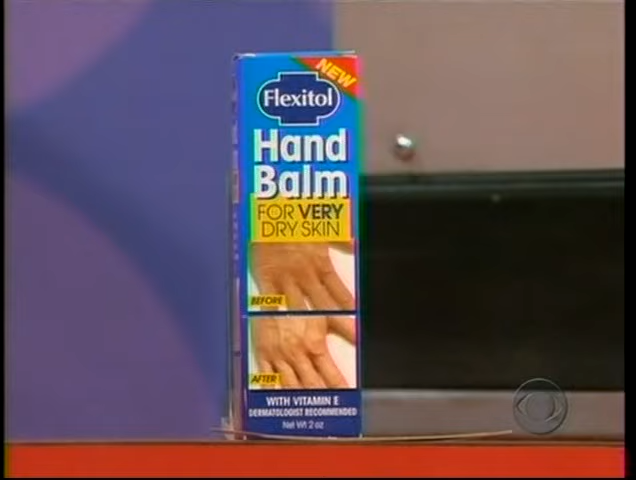 NEW
Flexitol
Hand
Balm
FOR VERY
DRY SKIN
BEFORE
AFTER
WITH VITAMIN E
DERMATOLOGIST RECOMMENDED
Net Wt 2 oz